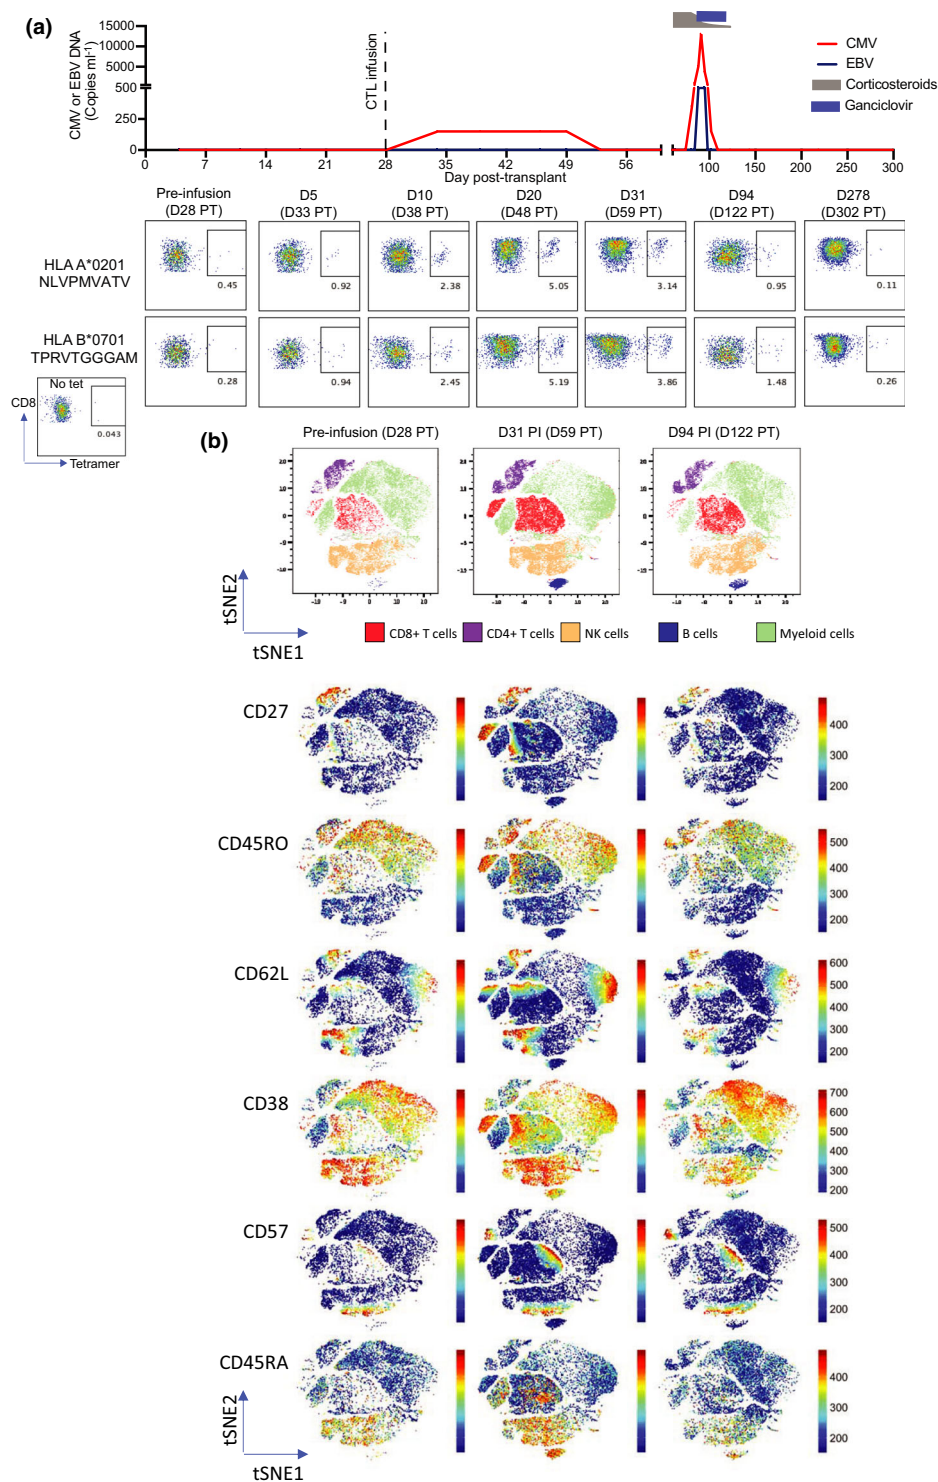 (a)
CMV or EBV DNA
(Copies ml-1)
15000
10000
5000
500
250
0
CTL infusion
CMV
EBV
Corticosteroids
Ganciclovir
0 7 14 21 28 35 42 49 56 100 150 200 250 300
Day post-transplant
Pre-infusion
(D28 PT)
D5
(D33 PT)
D10
(D38 PT)
D20
(D48 PT)
D31
(D59 PT)
D94
(D122 PT)
D278
(D302 PT)
HLA A*0201
NLVPMVATV
0.45 0.92 2.38 5.05 3.14 0.95 0.11
HLA B*0701
TPRVTGGGAM
0.28 0.94 2.45 5.19 3.86 1.48 0.26
No tet
CD8
0.043
Tetramer
(b)
Pre-infusion (D28 PT) D31 PI (D59 PT) D94 PI (D122 PT)
tSNE2
tSNE1
CD8+ T cells CD4+ T cells NK cells B cells Myeloid cells
CD27
400
300
200
CD45RO
500
400
300
200
CD62L
600
500
400
300
200
CD38
700
600
500
400
300
200
CD57
500
400
300
200
CD45RA
400
300
200
tSNE2
tSNE1